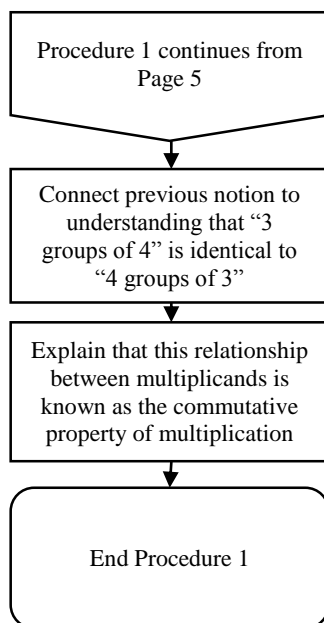 Procedure 1 continues from
Page 5
Connect previous notion to
understanding that “3
groups of 4” is identical to
“4 groups of 3”
Explain that this relationship
between multiplicands is
known as the commutative
property of multiplication
End Procedure 1